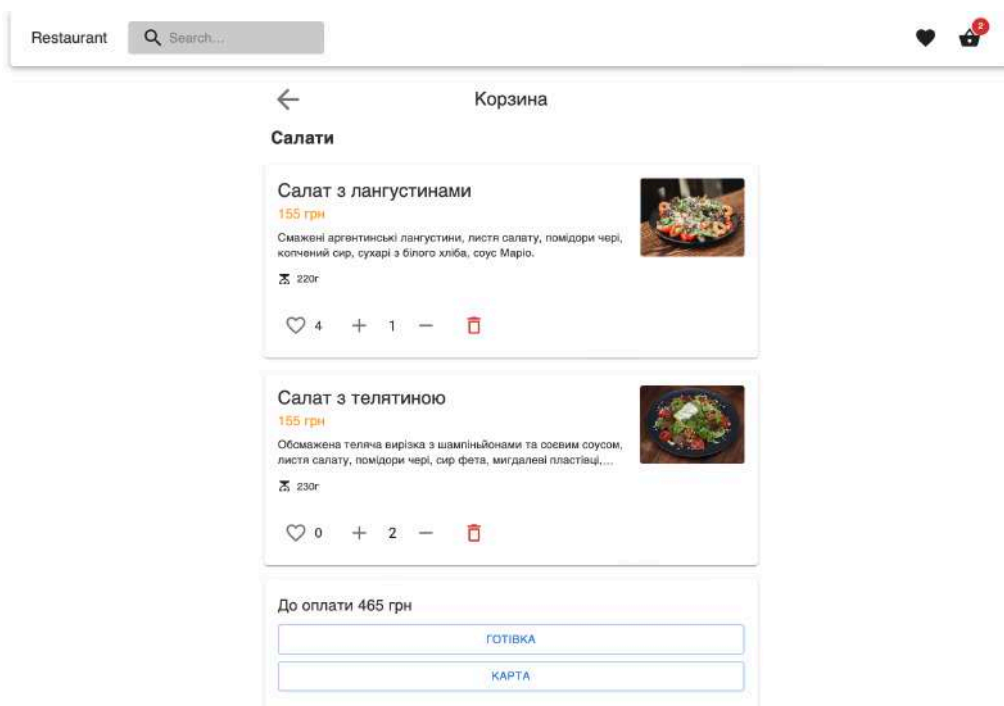 Restaurant
Search...
2
Корзина
Салати
Салат з лангустинами
155 грн
Смажені аргентинські лангустини, листя салату, помідори чері,
копчений сир, сухарі з білого хліба, соус Маріо.
220г
4 + 1 −
Салат з телятиною
155 грн
Обсмажена теляча вирізка з шампіньйонами та соєвим соусом,
листя салату, помідори чері, сир фета, мигдалеві пластівці,...
230г
0 + 2 −
До оплати 465 грн
ГОТІВКА
КАРТА